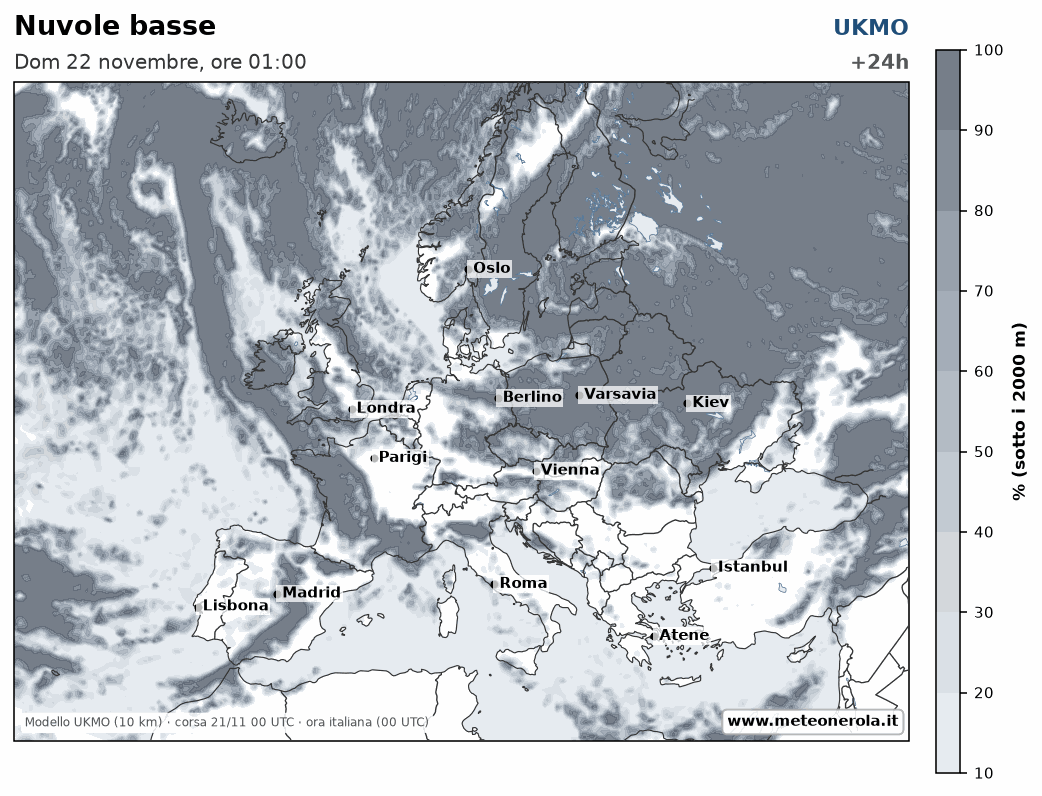 Nuvole basse
UKMO
Dom 22 novembre, ore 01:00
+24h
100
90
80
70
60
50
40
30
20
10
% (sotto i 2000 m)
Oslo
Berlino
Varsavia
Kiev
Londra
Parigi
Vienna
Istanbul
Roma
Madrid
Lisbona
Atene
Modello UKMO (10 km) · corsa 21/11 00 UTC · ora italiana (00 UTC)
www.meteonerola.it